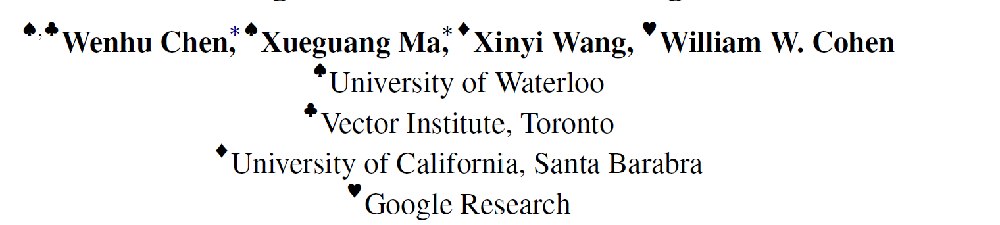 ♠,♣Wenhu Chen,* ♠Xueguang Ma,* ♦Xinyi Wang, ♥William W. Cohen
♠University of Waterloo
♣Vector Institute, Toronto
♦University of California, Santa Barabra
♥Google Research